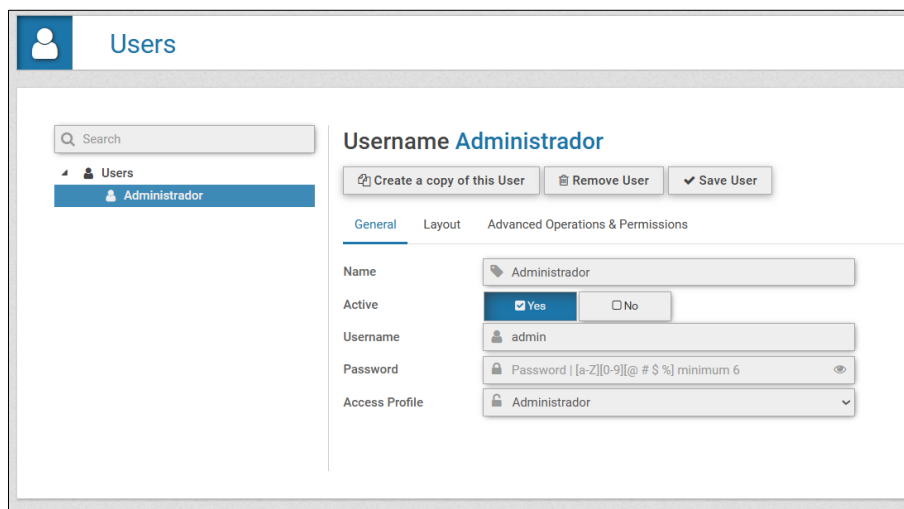 Users
Search
Username Administrador
Users
Administrador
Create a copy of this User Remove User Save User
General Layout Advanced Operations & Permissions
Name Administrador
Active Yes No
Username admin
Password Password | [a-Z][0-9][@ # $ %] minimum 6
Access Profile Administrador